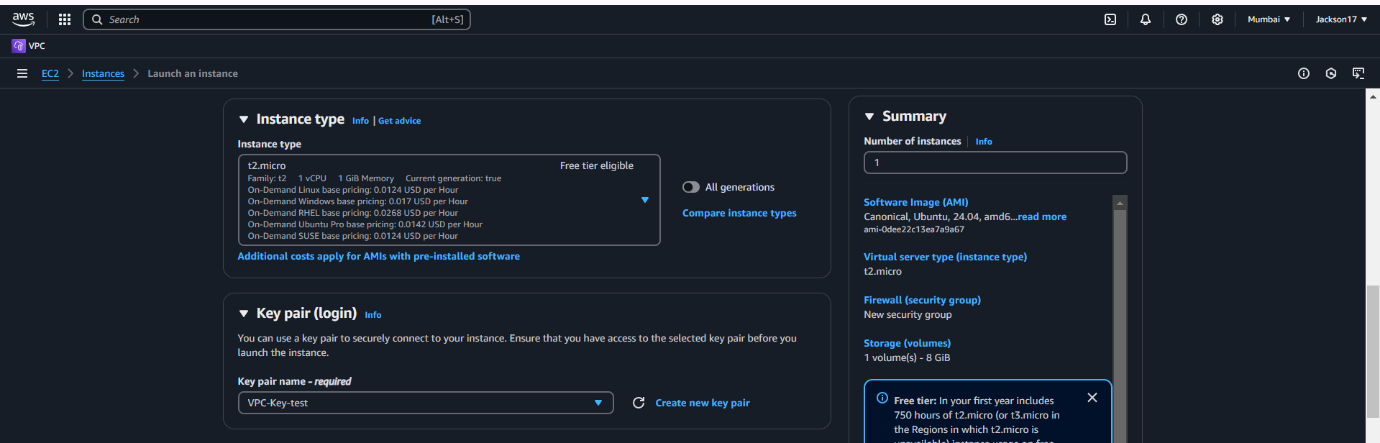 aws
Search [Alt+S]
Mumbai ▼ Jackson17 ▼
VPC
EC2 > Instances > Launch an instance
▼ Instance type Info | Get advice
Instance type
t2.micro Free tier eligible
Family: t2 1 vCPU 1 GiB Memory Current generation: true
On-Demand Linux base pricing: 0.0124 USD per Hour
On-Demand Windows base pricing: 0.017 USD per Hour
On-Demand RHEL base pricing: 0.0268 USD per Hour
On-Demand Ubuntu Pro base pricing: 0.0142 USD per Hour
On-Demand SUSE base pricing: 0.0124 USD per Hour
All generations
Compare instance types
Additional costs apply for AMIs with pre-installed software
▼ Key pair (login) Info
You can use a key pair to securely connect to your instance. Ensure that you have access to the selected key pair before you
launch the instance.
Key pair name - required
VPC-Key-test
Create new key pair
▼ Summary
Number of instances | Info
1
Software Image (AMI)
Canonical, Ubuntu, 24.04, amd6...read more
ami-0dee22c13ea7a9a67
Virtual server type (instance type)
t2.micro
Firewall (security group)
New security group
Storage (volumes)
1 volume(s) - 8 GiB
Free tier: In your first year includes
750 hours of t2.micro (or t3.micro in
the Regions in which t2.micro is
unavailable) instance usage on free